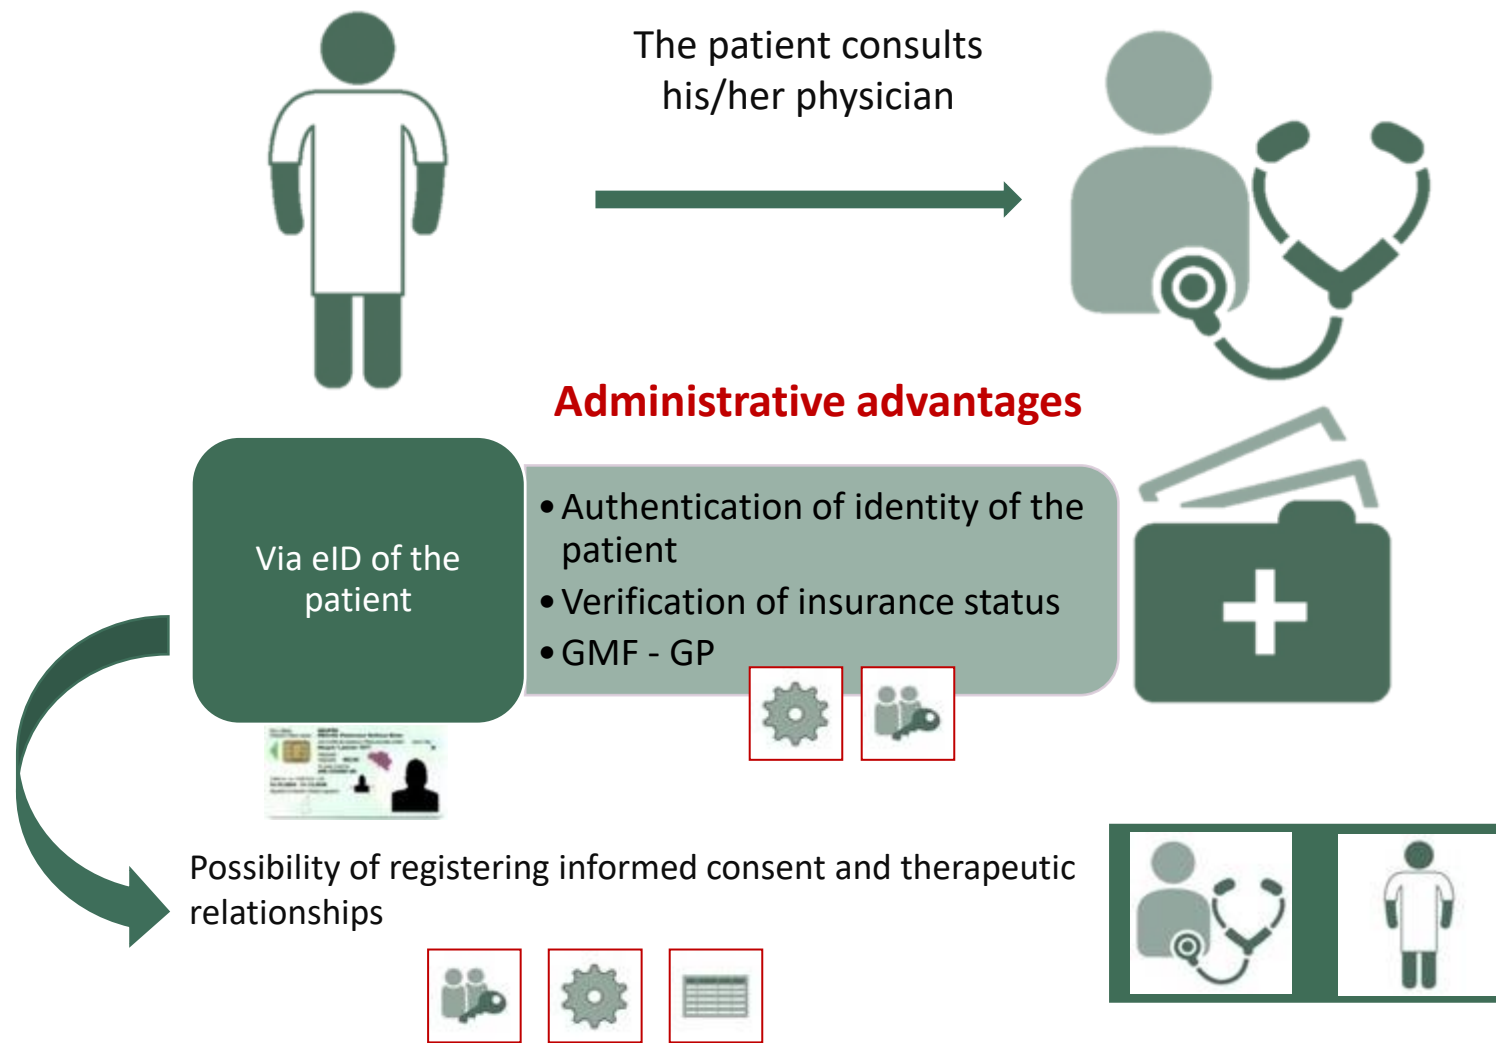 The patient consults
his/her physician
Administrative advantages
Via eID of the
patient
• Authentication of identity of the
patient
• Verification of insurance status
• GMF - GP
Possibility of registering informed consent and therapeutic
relationships